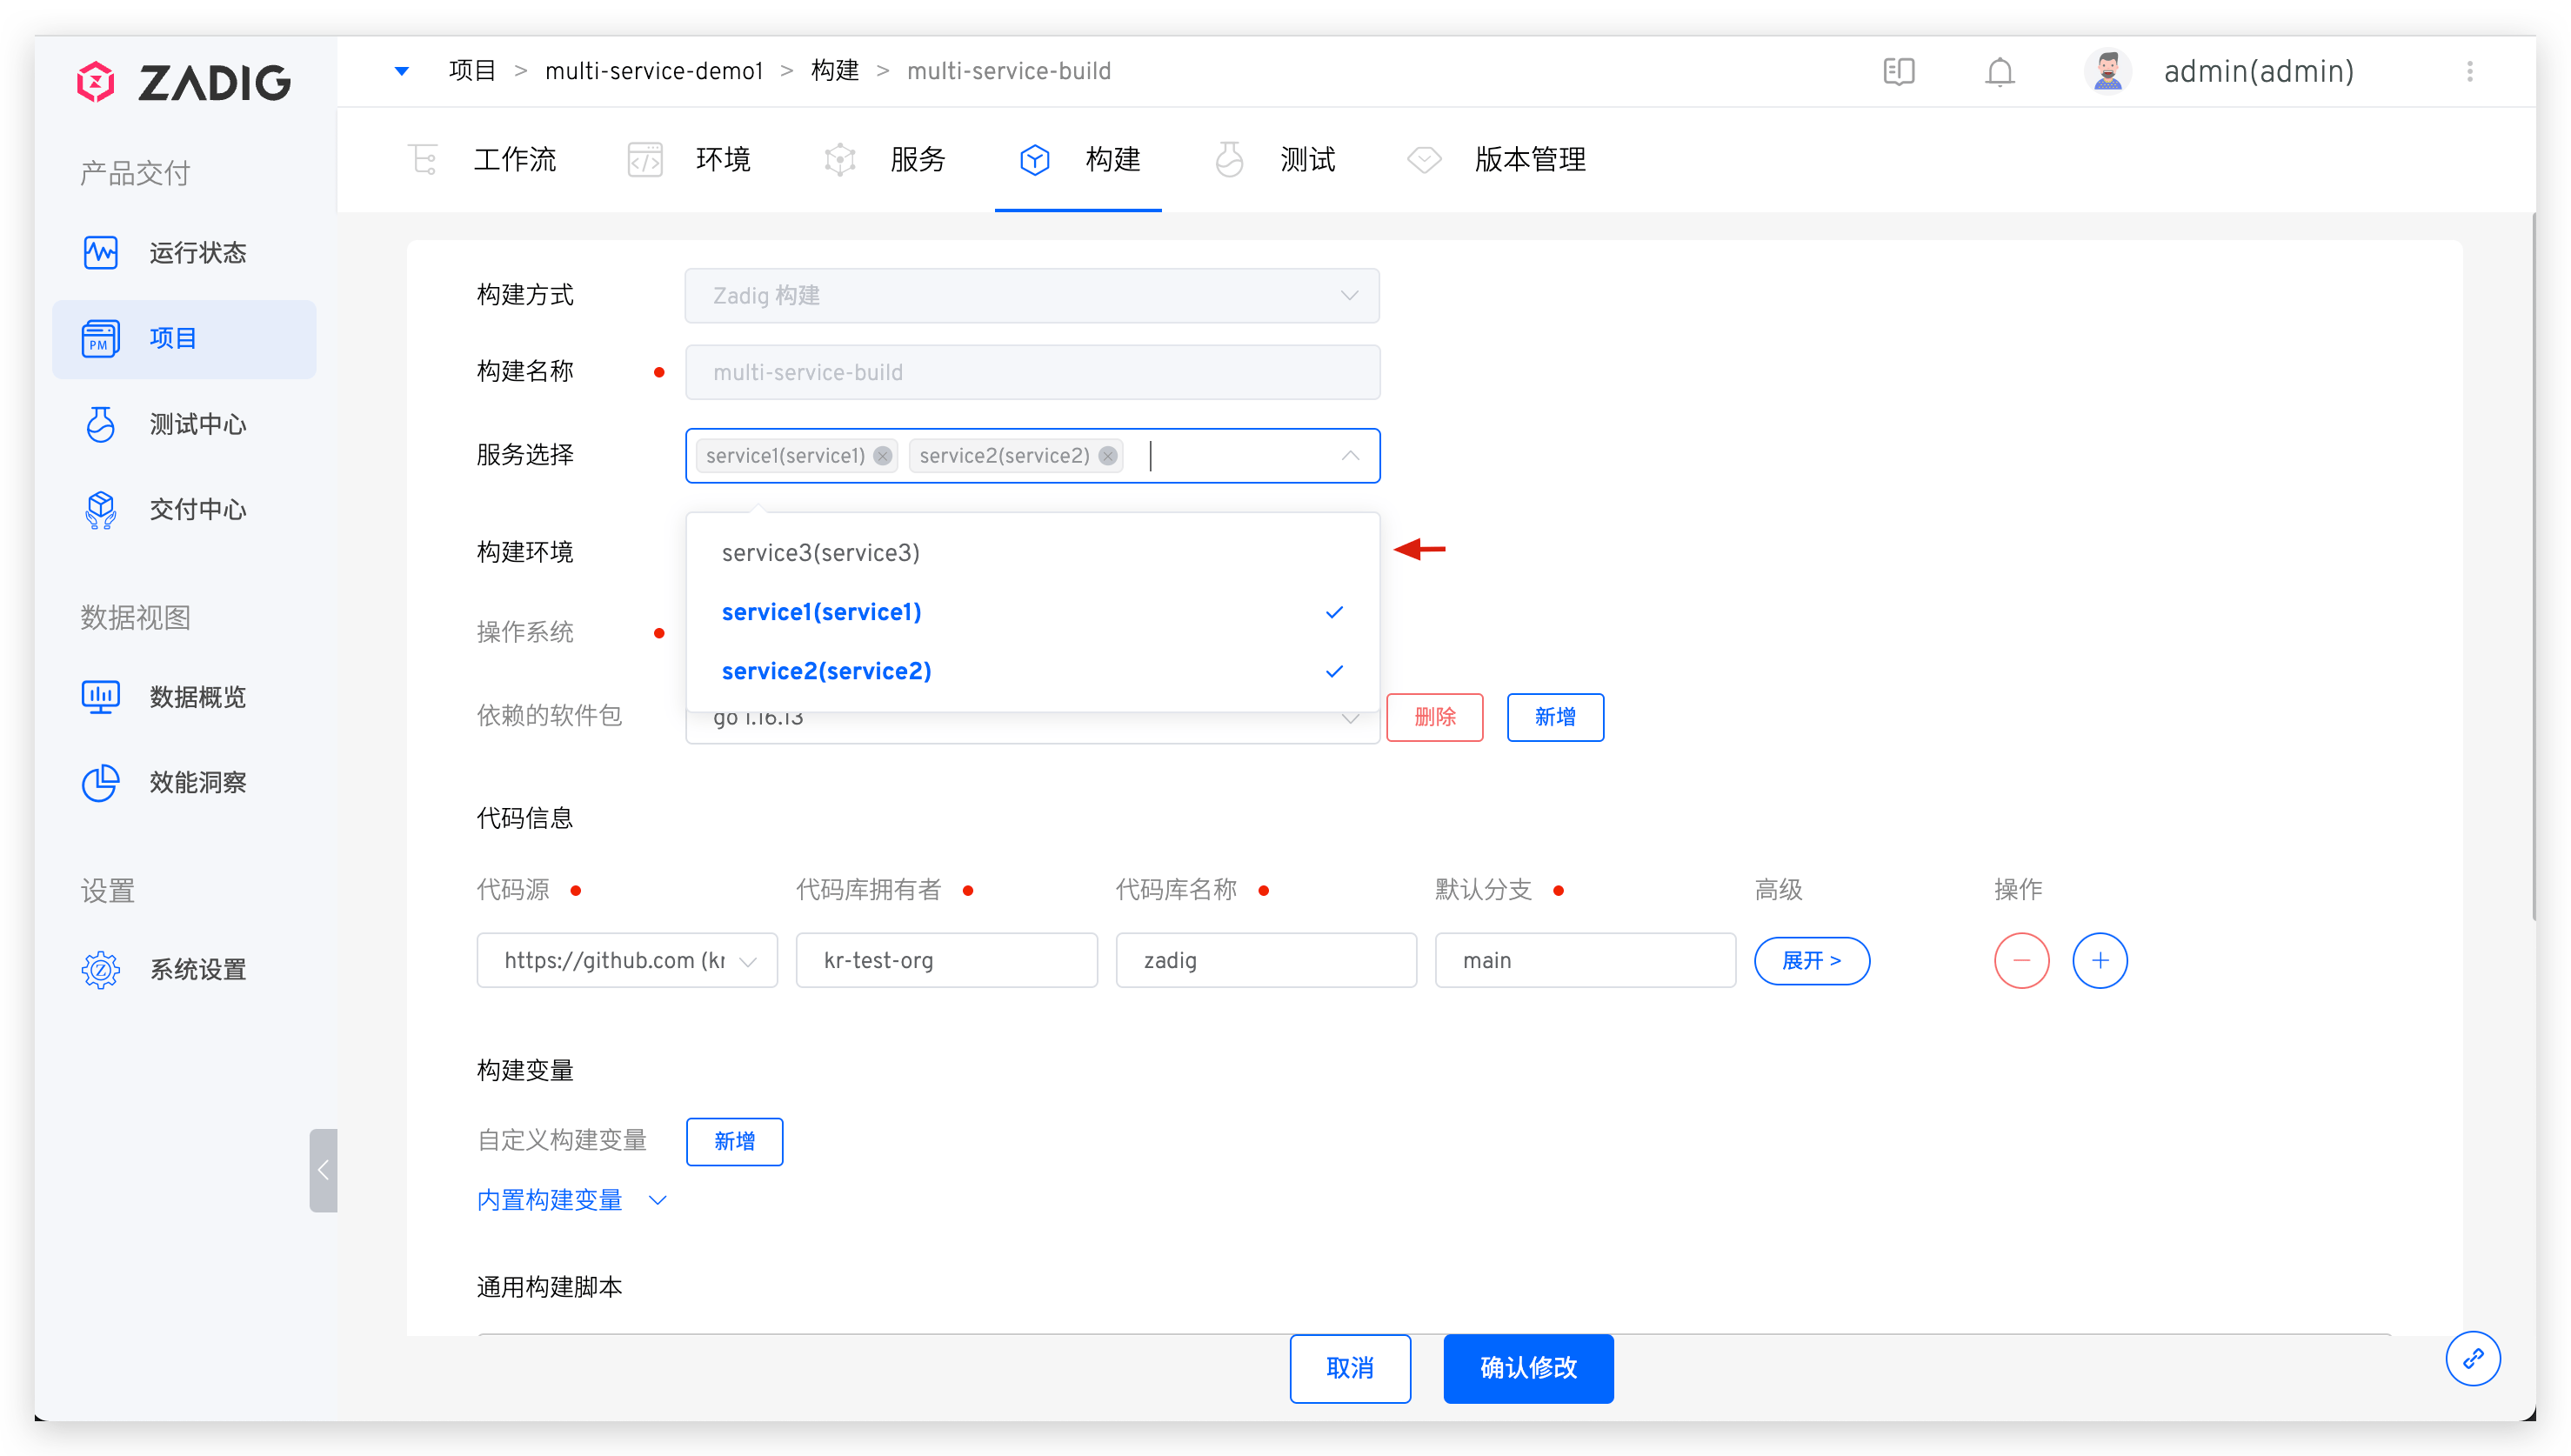 ZADIG
项目 > multi-service-demo1 > 构建 > multi-service-build
admin(admin)
工作流 环境 服务 构建 测试 版本管理
产品交付
运行状态
PM 项目
测试中心
交付中心
数据视图
数据概览
效能洞察
设置
系统设置
构建方式 Zadig 构建
构建名称 multi-service-build
服务选择 service1(service1) service2(service2)
构建环境 service3(service3)
service1(service1)
操作系统
service2(service2)
依赖的软件包 go 1.16.13 删除 新增
代码信息
代码源 代码库拥有者 代码库名称 默认分支 高级 操作
https://github.com (kr kr-test-org zadig main 展开 >
构建变量
自定义构建变量 新增
内置构建变量
通用构建脚本
取消 确认修改